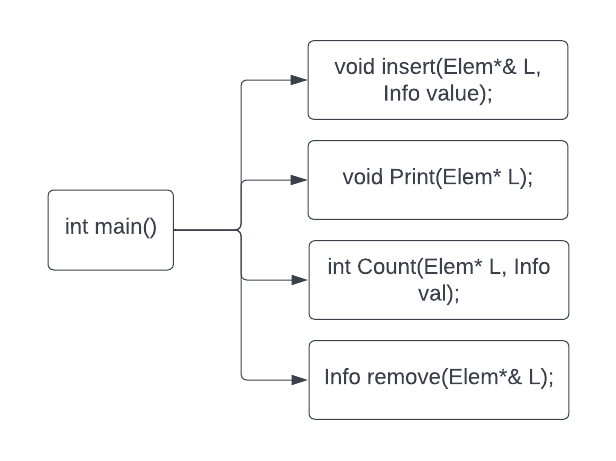 void insert(Elem*& L,
Info value);
void Print(Elem* L);
int main()
int Count(Elem* L, Info
val);
Info remove(Elem*& L);